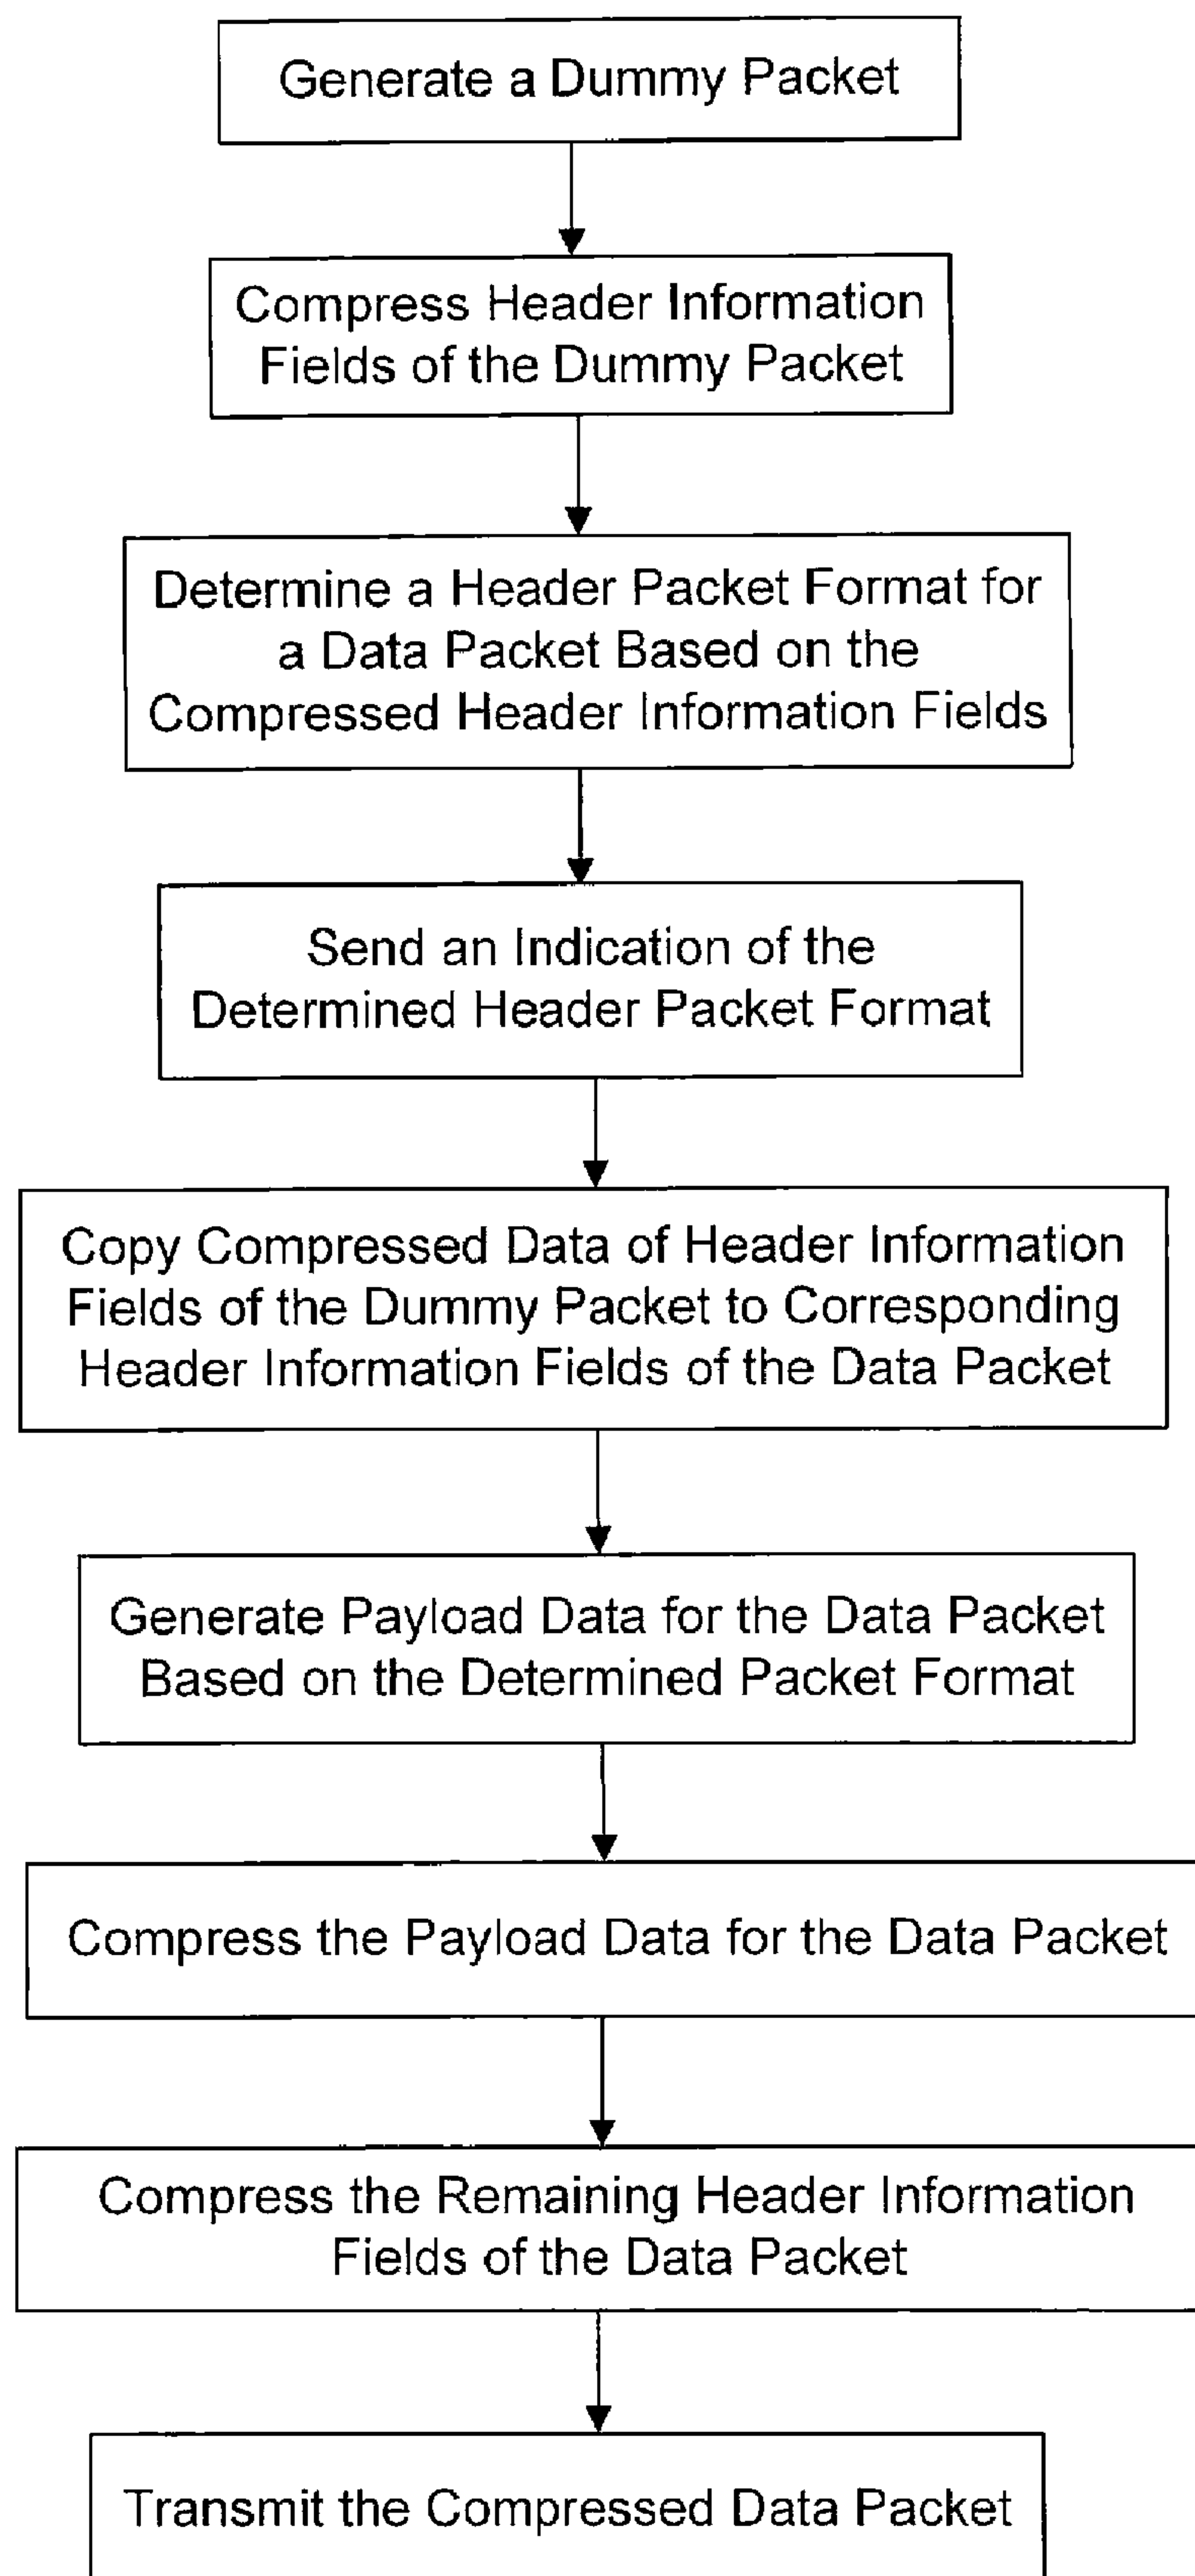 Generate a Dummy Packet
Compress Header Information
Fields of the Dummy Packet
Determine a Header Packet Format for
a Data Packet Based on the
Compressed Header Information Fields
Send an Indication of the
Determined Header Packet Format
Copy Compressed Data of Header Information
Fields of the Dummy Packet to Corresponding
Header Information Fields of the Data Packet
Generate Payload Data for the Data Packet
Based on the Determined Packet Format
Compress the Payload Data for the Data Packet
Compress the Remaining Header Information
Fields of the Data Packet
Transmit the Compressed Data Packet